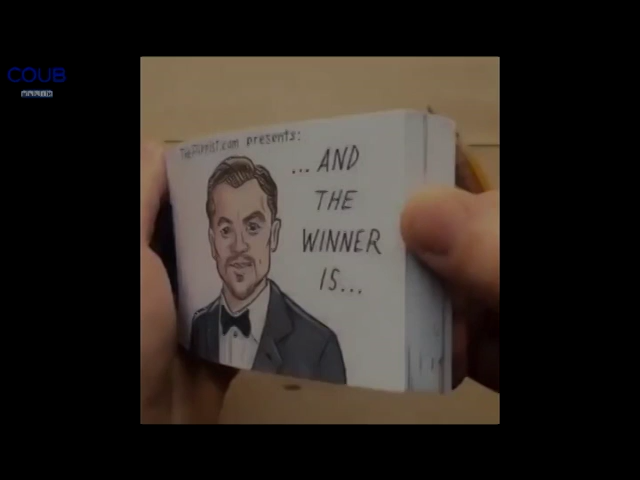 COUB
TheFlippist.com presents:
...AND
THE
WINNER
IS...